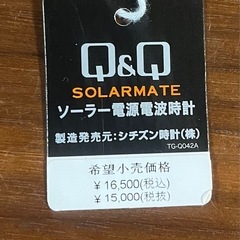 Q&Q
SOLARMATE
ソーラー電源電波時計
製造発売元:シチズン時計(株)
TG-Q042A
希望小売価格
¥16,500(税込)
¥15,000(税抜)